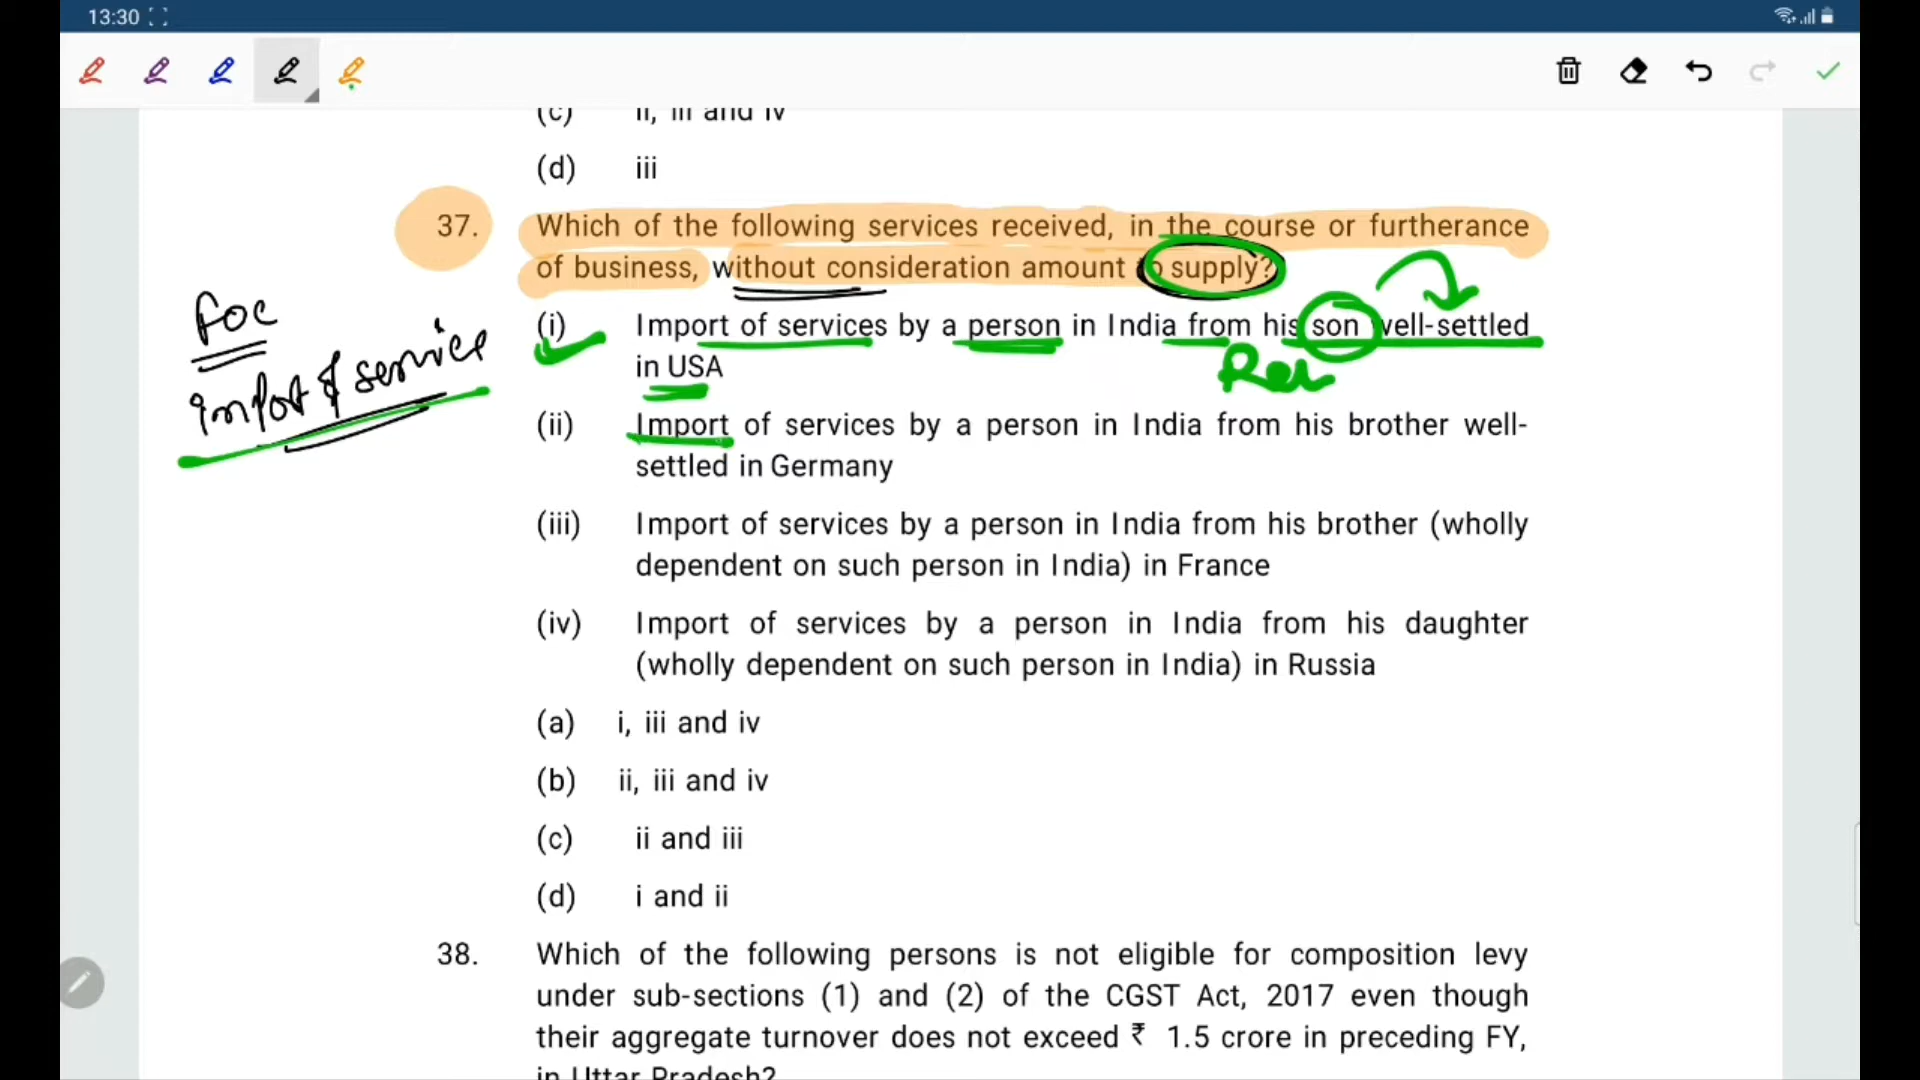 13:30
(c) ii, iii and iv
(d) iii
37. Which of the following services received, in the course or furtherance
of business, without consideration amount to supply?
(i) Import of services by a person in India from his son well-settled
in USA
(ii) Import of services by a person in India from his brother well-
settled in Germany
(iii) Import of services by a person in India from his brother (wholly
dependent on such person in India) in France
(iv) Import of services by a person in India from his daughter
(wholly dependent on such person in India) in Russia
(a) i, iii and iv
(b) ii, iii and iv
(c) ii and iii
(d) i and ii
38. Which of the following persons is not eligible for composition levy
under sub-sections (1) and (2) of the CGST Act, 2017 even though
their aggregate turnover does not exceed ₹ 1.5 crore in preceding FY,
in Uttar Pradesh?
foc
import of service
Rel